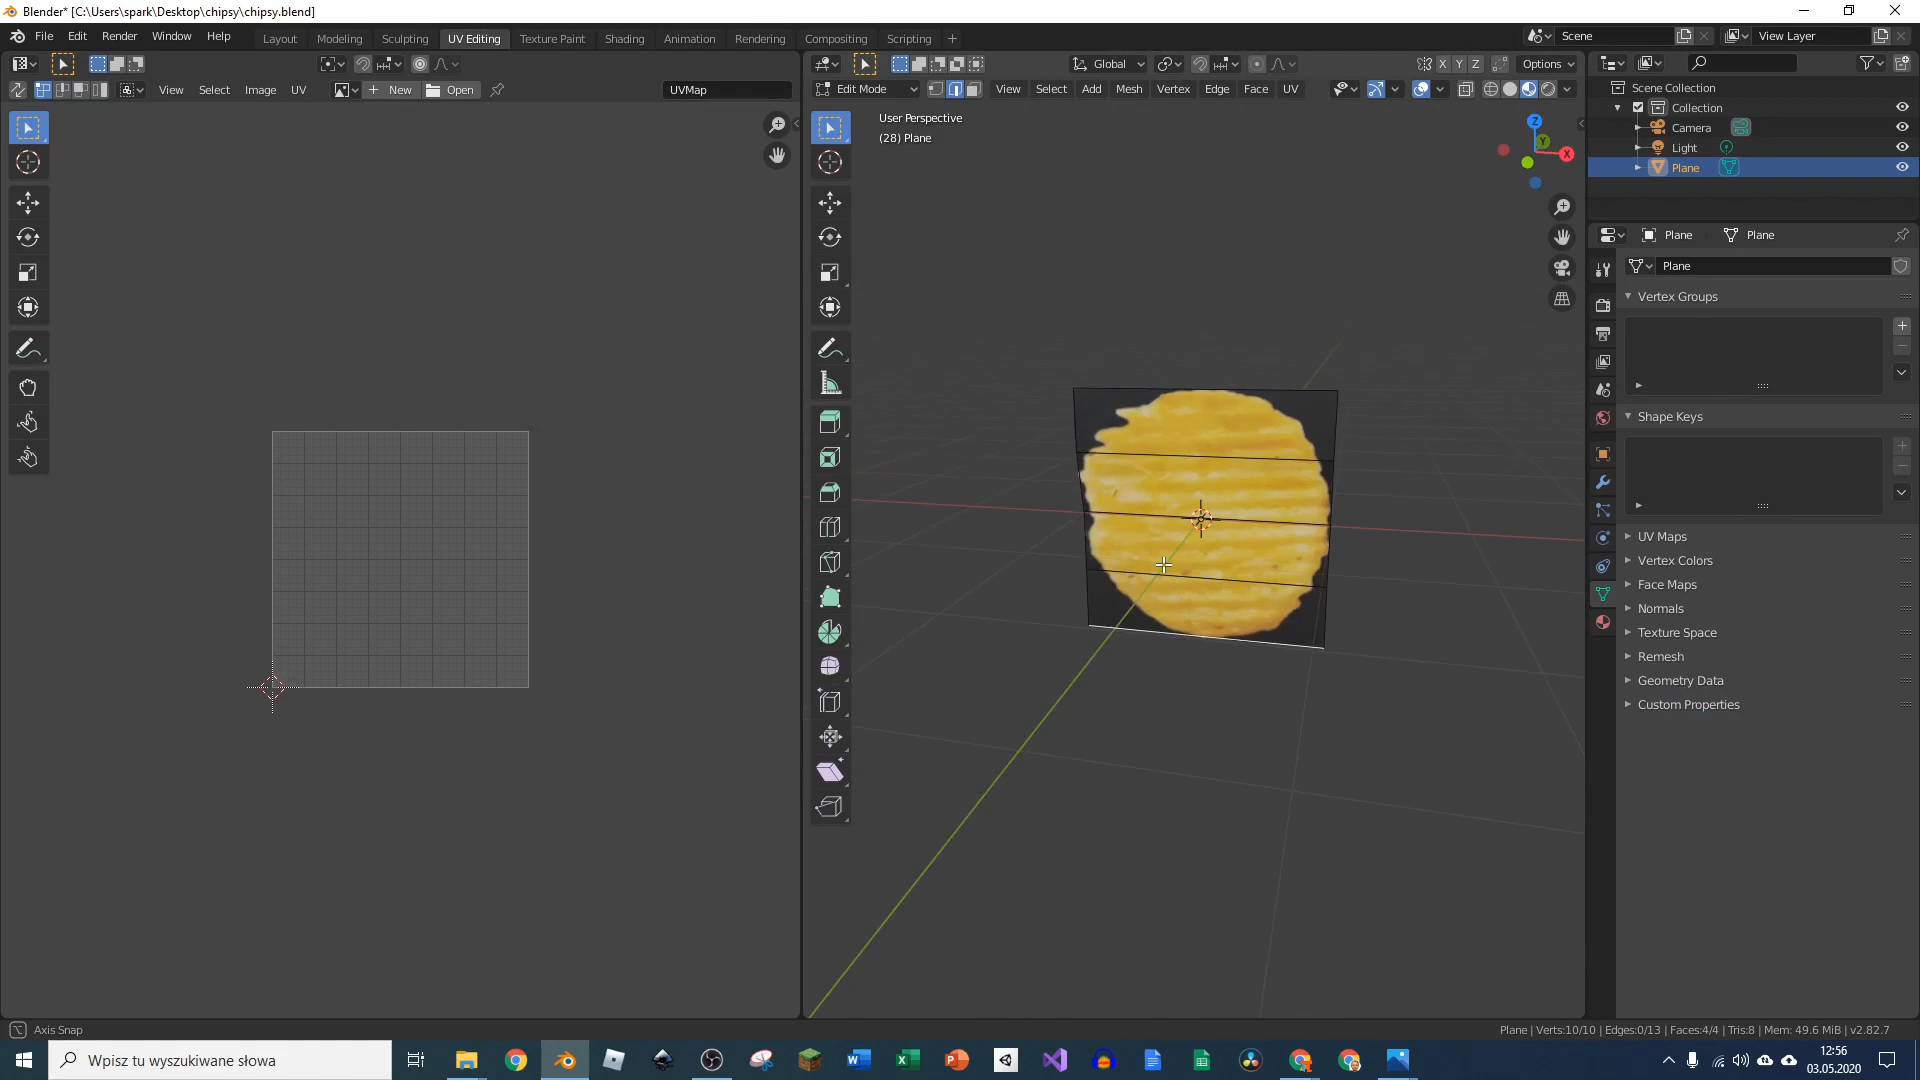 Blender* [C:\Users\spark\Desktop\chipsy\chipsy.blend]
File Edit Render Window Help
Layout Modeling Sculpting UV Editing Texture Paint Shading Animation Rendering Compositing Scripting
Scene
View Layer
Global
X Y Z
Options
View Select Image UV
New
Open
UVMap
Edit Mode
View Select Add Mesh Vertex Edge Face UV
User Perspective
(28) Plane
Z
Y
X
Scene Collection
Collection
Camera
Light
Plane
Plane
Plane
Plane
Vertex Groups
Shape Keys
UV Maps
Vertex Colors
Face Maps
Normals
Texture Space
Remesh
Geometry Data
Custom Properties
Axis Snap
Plane | Verts:10/10 | Edges:0/13 | Faces:4/4 | Tris:8 | Mem: 49.6 MiB | v2.82.7
Wpisz tu wyszukiwane słowa
12:56
03.05.2020